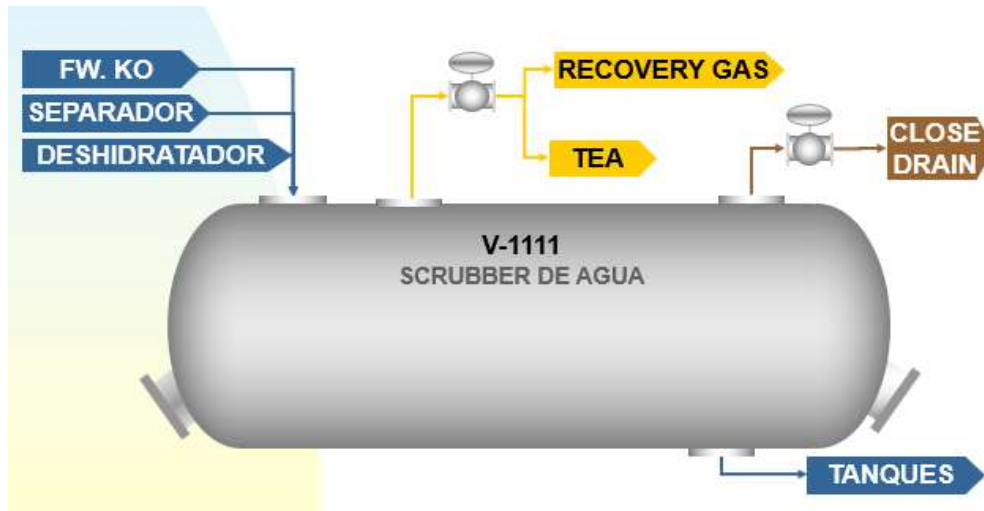 FW. KO
SEPARADOR
DESHIDRATADOR
RECOVERY GAS
TEA
CLOSE
DRAIN
V-1111
SCRUBBER DE AGUA
TANQUES